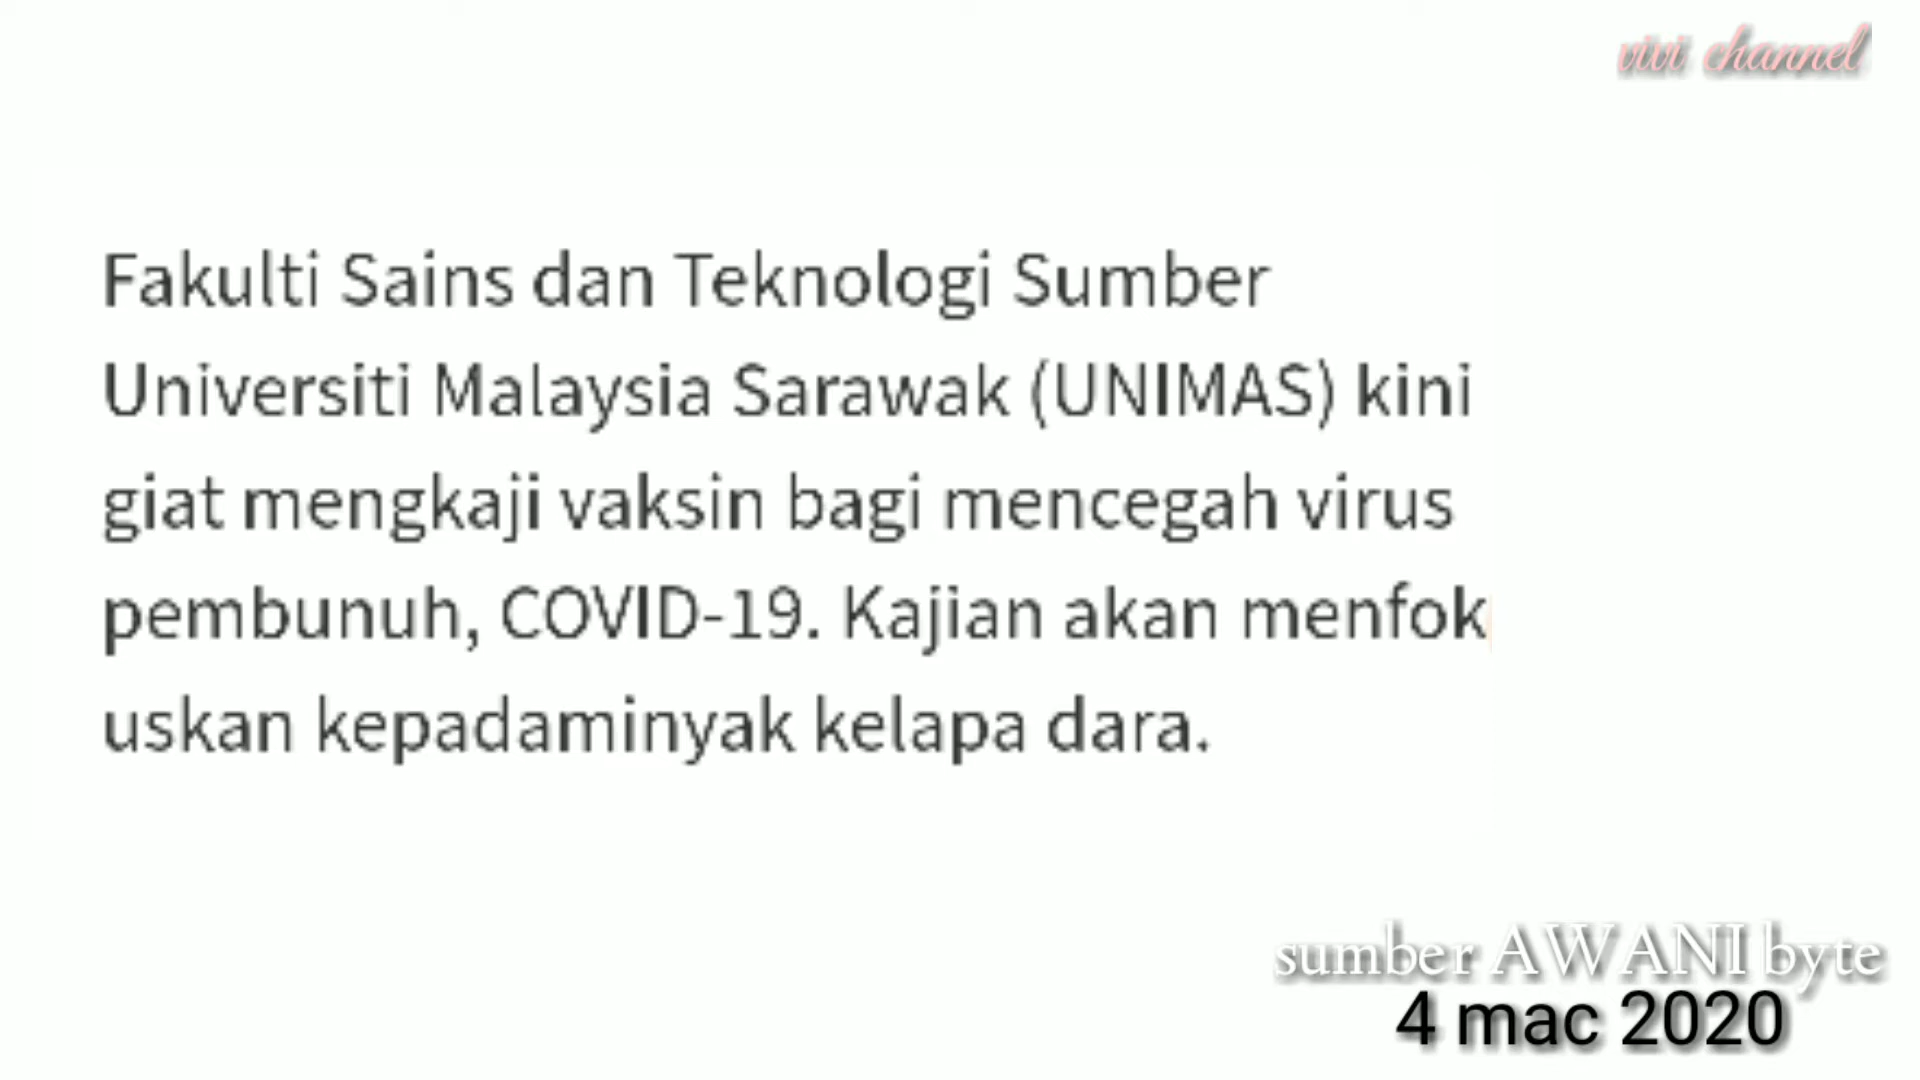 vivi channel
Fakulti Sains dan Teknologi Sumber
Universiti Malaysia Sarawak (UNIMAS) kini
giat mengkaji vaksin bagi mencegah virus
pembunuh, COVID-19. Kajian akan menfok
uskan kepadaminyak kelapa dara.
sumber AWANI byte
4 mac 2020